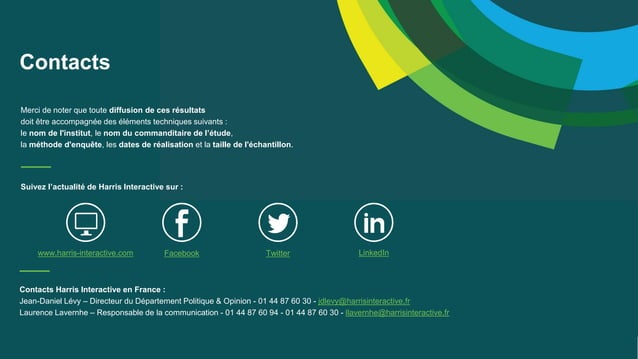 Contacts
Merci de noter que toute diffusion de ces résultats
doit être accompagnée des éléments techniques suivants :
le nom de l'institut, le nom du commanditaire de l'étude,
la méthode d'enquête, les dates de réalisation et la taille de l'échantillon.
Suivez l'actualité de Harris Interactive sur :
www.harris-interactive.com Facebook Twitter LinkedIn
Contacts Harris Interactive en France :
Jean-Daniel Lévy – Directeur du Département Politique & Opinion - 01 44 87 60 30 - jdlevy@harrisinteractive.fr
Laurence Lavernhe – Responsable de la communication - 01 44 87 60 94 - 01 44 87 60 30 - llavernhe@harrisinteractive.fr